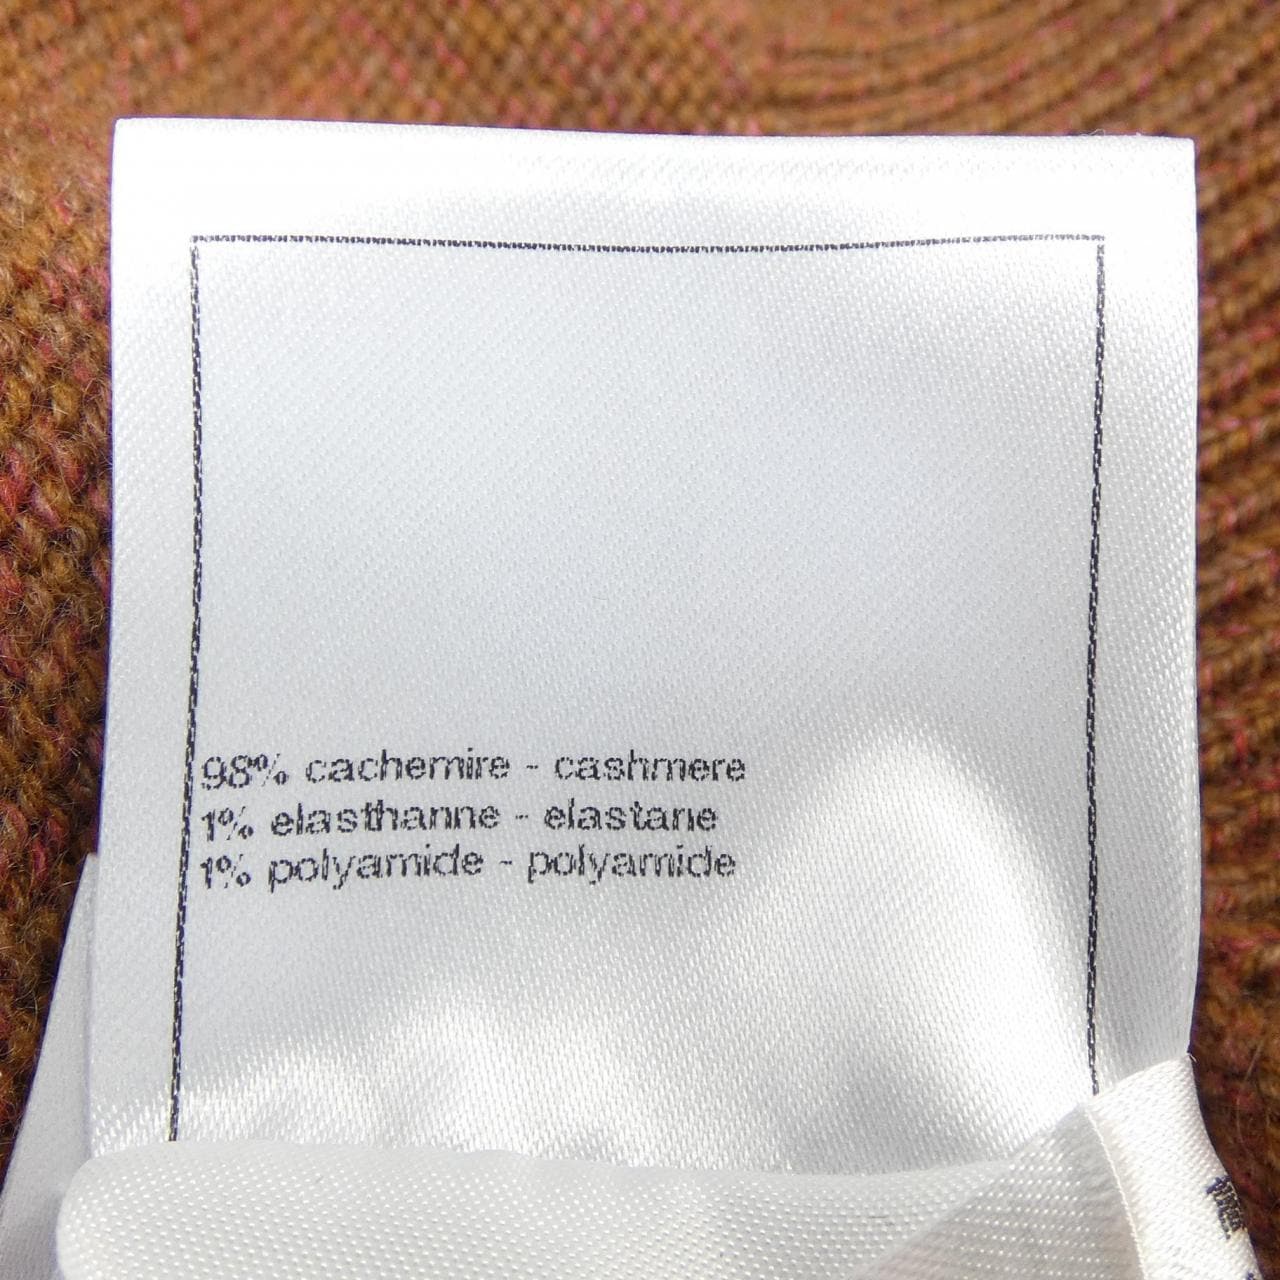 98% cachemire - cashmere
1% elasthanne - elastane
1% polyamide - polyamide